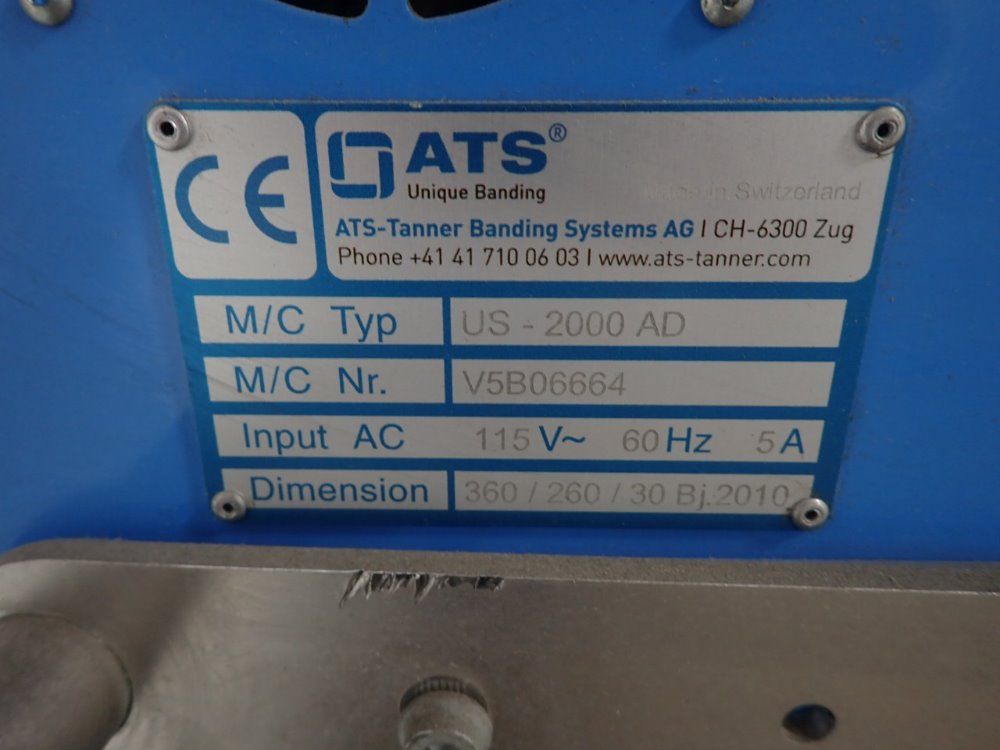 CE
ATS®
Unique Banding
Made in Switzerland
ATS-Tanner Banding Systems AG | CH-6300 Zug
Phone +41 41 710 06 03 | www.ats-tanner.com
M/C Typ US - 2000 AD
M/C Nr. V5B06664
Input AC 115 V~ 60 Hz 5 A
Dimension 360 / 260 / 30 Bj.2010